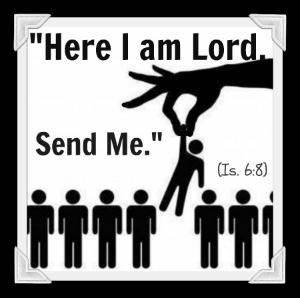 "Here I am Lord.
Send Me."
(Is. 6:8)